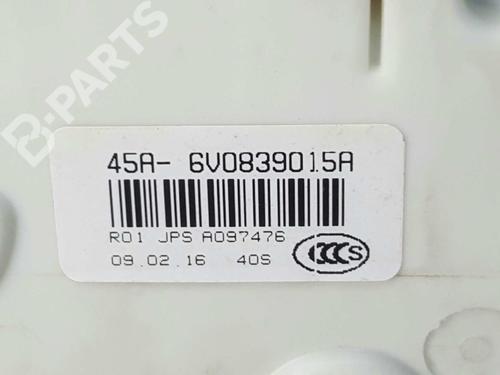 45A- 6V0839015A
R01 JPS A097476
09.02.16 40S
CCC S
B-PARTS